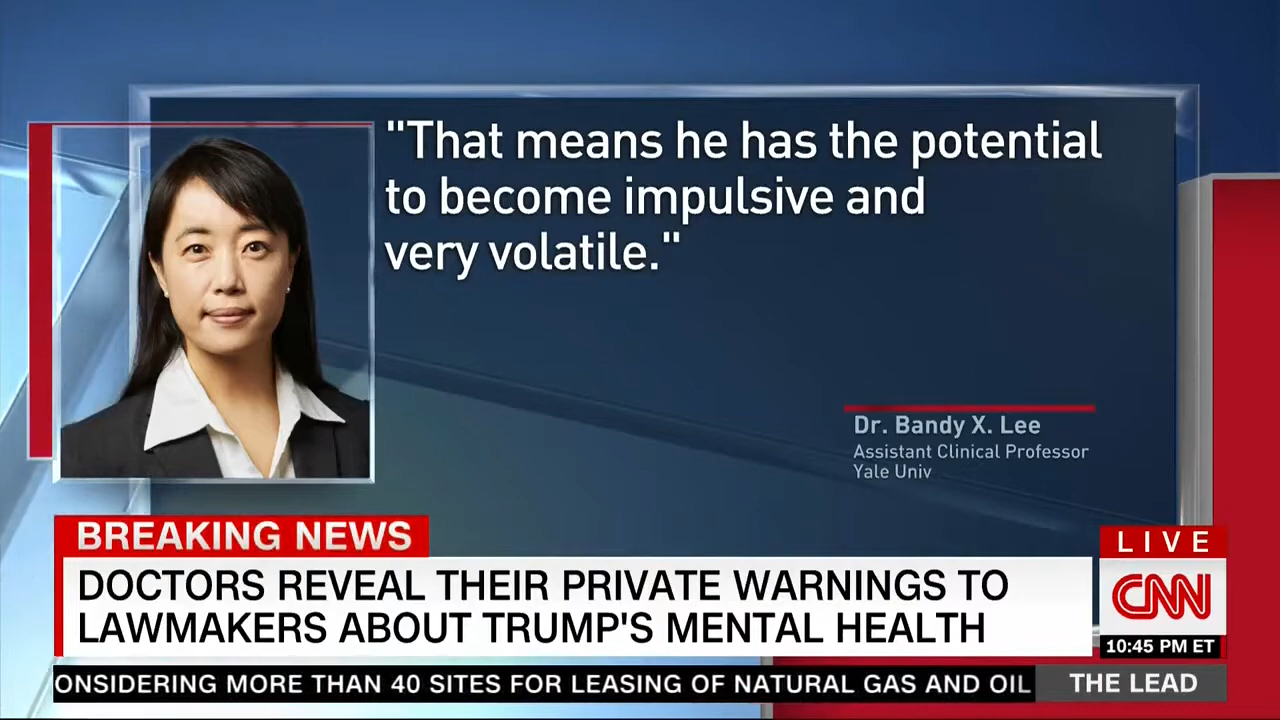 "That means he has the potential
to become impulsive and
very volatile."
Dr. Bandy X. Lee
Assistant Clinical Professor
Yale Univ
BREAKING NEWS
DOCTORS REVEAL THEIR PRIVATE WARNINGS TO
LAWMAKERS ABOUT TRUMP'S MENTAL HEALTH
LIVE
CNN
10:45 PM ET
ONSIDERING MORE THAN 40 SITES FOR LEASING OF NATURAL GAS AND OIL
THE LEAD